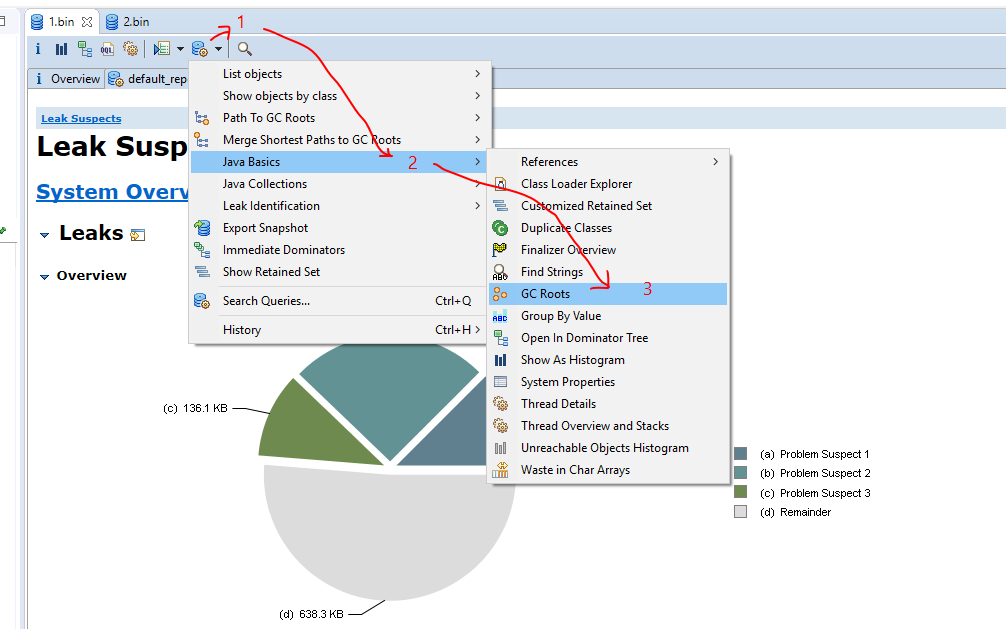 1.bin
2.bin
1
i
OQL
i Overview
default_rep
Leak Suspects
Leak Susp
System Overv
Leaks
Overview
List objects
Show objects by class
Path To GC Roots
Merge Shortest Paths to GC Roots
Java Basics
2
Java Collections
Leak Identification
Export Snapshot
Immediate Dominators
Show Retained Set
Search Queries... Ctrl+Q
History Ctrl+H
References
Class Loader Explorer
Customized Retained Set
Duplicate Classes
Finalizer Overview
Find Strings
GC Roots
3
Group By Value
Open In Dominator Tree
Show As Histogram
System Properties
Thread Details
Thread Overview and Stacks
Unreachable Objects Histogram
Waste in Char Arrays
(c) 136.1 KB
(d) 638.3 KB
(a) Problem Suspect 1
(b) Problem Suspect 2
(c) Problem Suspect 3
(d) Remainder